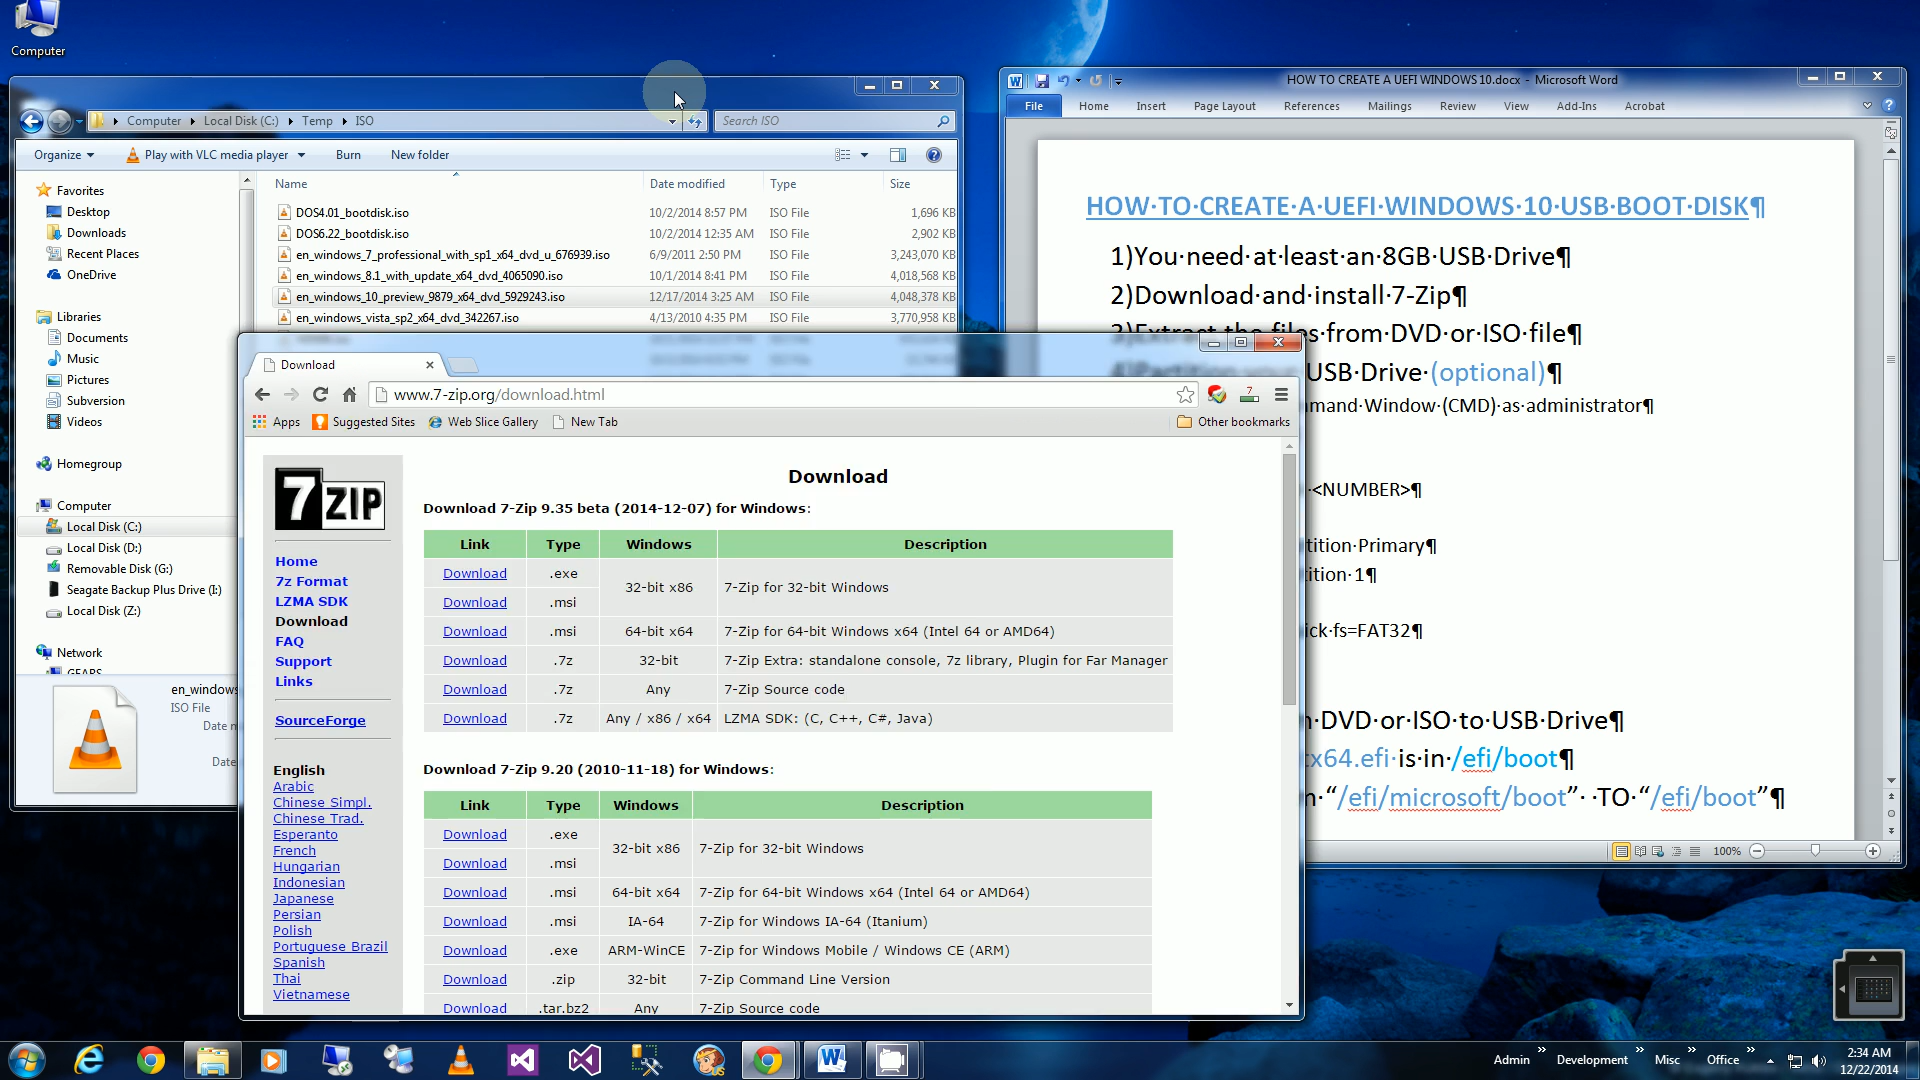 Computer
Computer
Local Disk (C:)
Temp
ISO
Search ISO
Organize
Play with VLC media player
Burn
New folder
Name
Date modified
Type
Size
Favorites
Desktop
Downloads
Recent Places
OneDrive
Libraries
Documents
Music
Pictures
Subversion
Videos
Homegroup
Computer
Local Disk (C:)
Local Disk (D:)
Removable Disk (G:)
Seagate Backup Plus Drive (I:)
Local Disk (Z:)
Network
GEARS
DOS4.01_bootdisk.iso 10/2/2014 8:57 PM ISO File 1,696 KB
DOS6.22_bootdisk.iso 10/2/2014 12:35 AM ISO File 2,902 KB
en_windows_7_professional_with_sp1_x64_dvd_u_676939.iso 6/9/2011 2:50 PM ISO File 3,243,070 KB
en_windows_8.1_with_update_x64_dvd_4065090.iso 10/1/2014 8:41 PM ISO File 4,018,568 KB
en_windows_10_preview_9879_x64_dvd_5929243.iso 12/17/2014 3:25 AM ISO File 4,048,378 KB
en_windows_vista_sp2_x64_dvd_342267.iso 4/13/2010 4:35 PM ISO File 3,770,958 KB
en_windows
ISO File
Date
Date
HOW TO CREATE A UEFI WINDOWS 10.docx - Microsoft Word
File Home Insert Page Layout References Mailings Review View Add-Ins Acrobat
HOW·TO·CREATE·A·UEFI·WINDOWS·10·USB·BOOT·DISK¶
1)You·need·at·least·an·8GB·USB·Drive¶
2)Download·and·install·7-Zip¶
3)Extract·the·files·from·DVD·or·ISO·file¶
USB·Drive·(optional)¶
mmand·Window·(CMD)·as·administrator¶
·<NUMBER>¶
tition·Primary¶
ition·1¶
ick·fs=FAT32¶
DVD·or·ISO·to·USB·Drive¶
x64.efi·is·in·/efi/boot¶
“/efi/microsoft/boot”· ·TO·“/efi/boot”¶
100%
Download
www.7-zip.org/download.html
Apps
Suggested Sites
Web Slice Gallery
New Tab
Other bookmarks
7ZIP
Home
7z Format
LZMA SDK
Download
FAQ
Support
Links
SourceForge
English
Arabic
Chinese Simpl.
Chinese Trad.
Esperanto
French
Hungarian
Indonesian
Japanese
Persian
Polish
Portuguese Brazil
Spanish
Thai
Vietnamese
Download
Download 7-Zip 9.35 beta (2014-12-07) for Windows:
Link Type Windows Description
Download .exe 32-bit x86 7-Zip for 32-bit Windows
Download .msi
Download .msi 64-bit x64 7-Zip for 64-bit Windows x64 (Intel 64 or AMD64)
Download .7z 32-bit 7-Zip Extra: standalone console, 7z library, Plugin for Far Manager
Download .7z Any 7-Zip Source code
Download .7z Any / x86 / x64 LZMA SDK: (C, C++, C#, Java)
Download 7-Zip 9.20 (2010-11-18) for Windows:
Link Type Windows Description
Download .exe 32-bit x86 7-Zip for 32-bit Windows
Download .msi
Download .msi 64-bit x64 7-Zip for 64-bit Windows x64 (Intel 64 or AMD64)
Download .msi IA-64 7-Zip for Windows IA-64 (Itanium)
Download .exe ARM-WinCE 7-Zip for Windows Mobile / Windows CE (ARM)
Download .zip 32-bit 7-Zip Command Line Version
Download .tar.bz2 Any 7-Zip Source code
Admin » Development » Misc » Office »
2:34 AM
12/22/2014